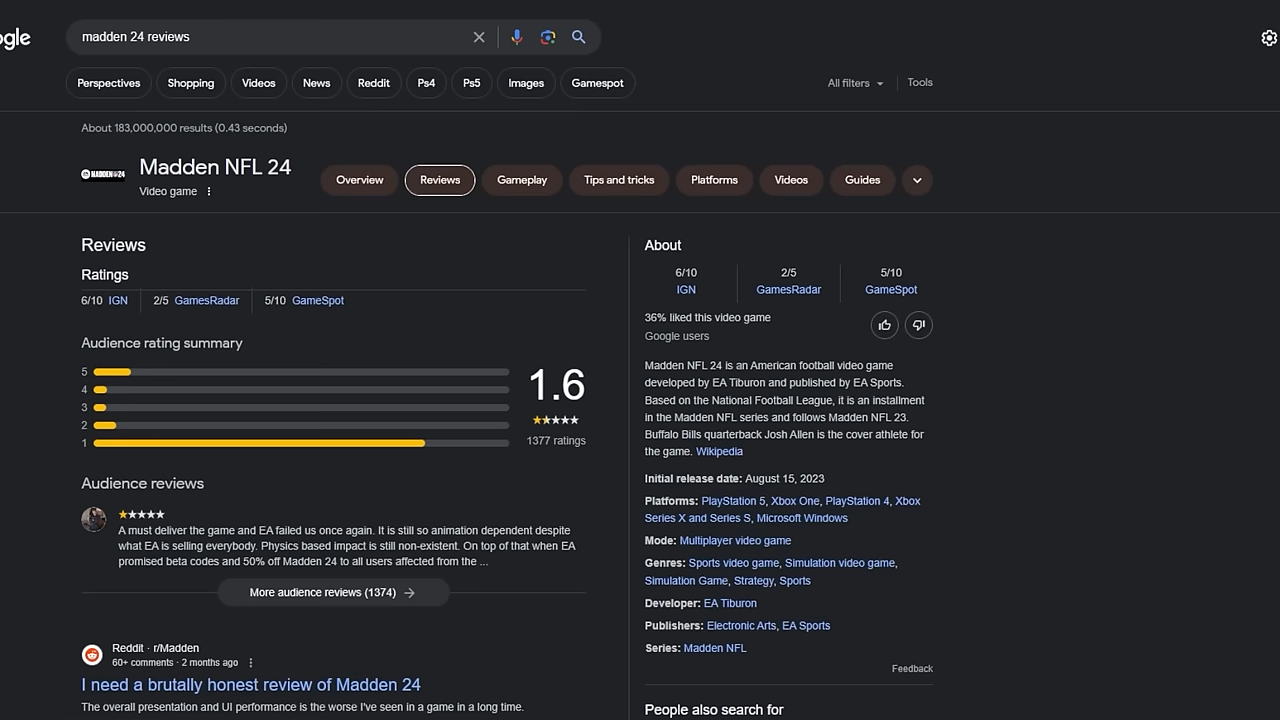 ogle
madden 24 reviews
Perspectives Shopping Videos News Reddit Ps4 Ps5 Images Gamespot All filters Tools
About 183,000,000 results (0.43 seconds)
MADDEN 24
Madden NFL 24
Video game
Overview Reviews Gameplay Tips and tricks Platforms Videos Guides
Reviews
Ratings
6/10 IGN 2/5 GamesRadar 5/10 GameSpot
Audience rating summary
5
4
3
2
1
1.6
1377 ratings
Audience reviews
A must deliver the game and EA failed us once again. It is still so animation dependent despite
what EA is selling everybody. Physics based impact is still non-existent. On top of that when EA
promised beta codes and 50% off Madden 24 to all users affected from the ...
More audience reviews (1374)
Reddit · r/Madden
60+ comments · 2 months ago
I need a brutally honest review of Madden 24
The overall presentation and UI performance is the worse I've seen in a game in a long time.
About
6/10 2/5 5/10
IGN GamesRadar GameSpot
36% liked this video game
Google users
Madden NFL 24 is an American football video game
developed by EA Tiburon and published by EA Sports.
Based on the National Football League, it is an installment
in the Madden NFL series and follows Madden NFL 23.
Buffalo Bills quarterback Josh Allen is the cover athlete for
the game. Wikipedia
Initial release date: August 15, 2023
Platforms: PlayStation 5, Xbox One, PlayStation 4, Xbox
Series X and Series S, Microsoft Windows
Mode: Multiplayer video game
Genres: Sports video game, Simulation video game,
Simulation Game, Strategy, Sports
Developer: EA Tiburon
Publishers: Electronic Arts, EA Sports
Series: Madden NFL
Feedback
People also search for